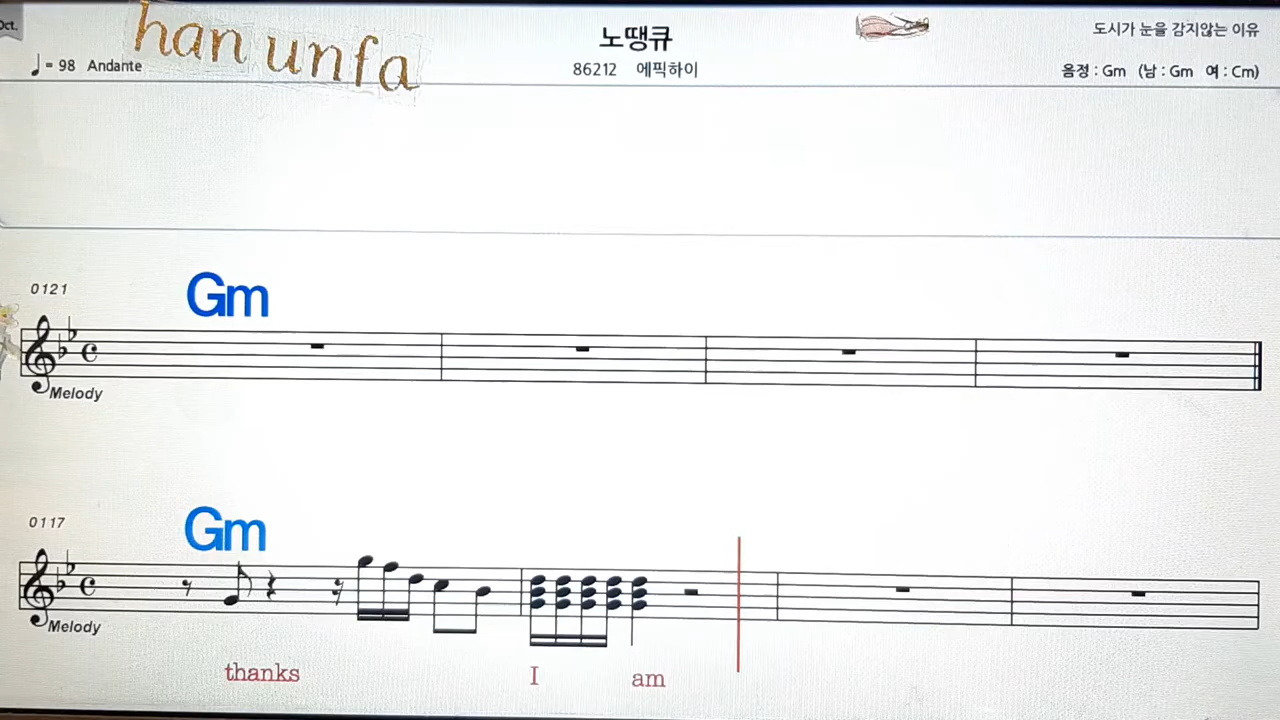 Oct.
han unfa
노땡큐
도시가 눈을 감지않는 이유
♩= 98 Andante
86212 에픽하이
음정 : Gm (남 : Gm 여 : Cm)
0121
Gm
Melody
0117
Gm
Melody
thanks I am